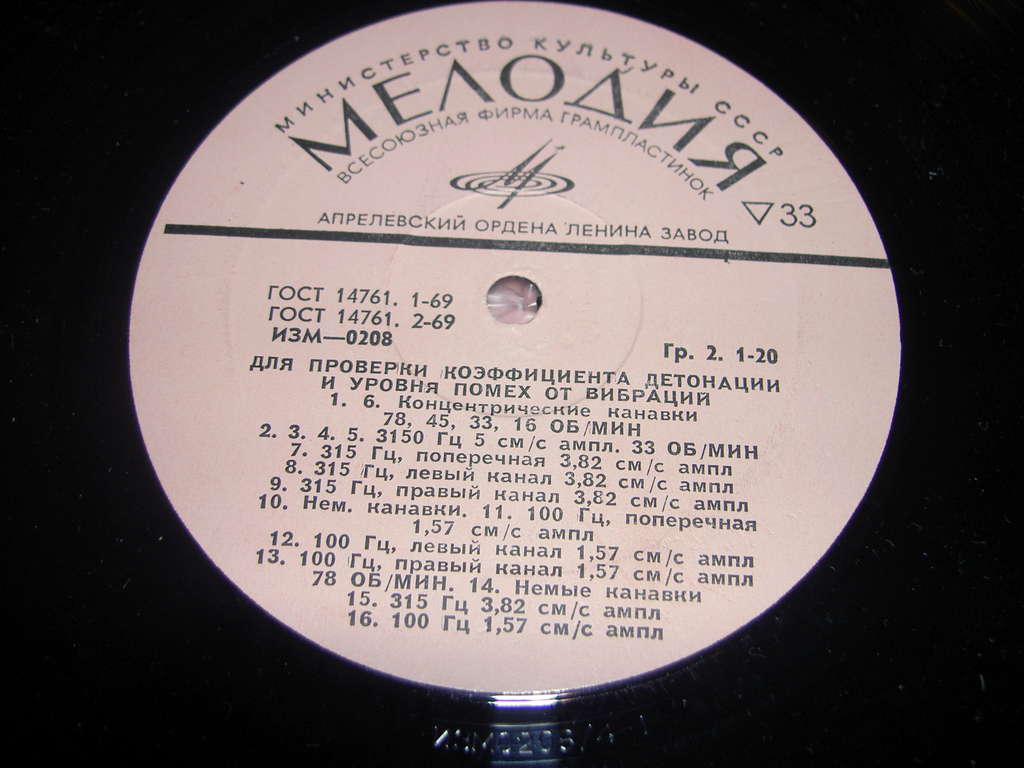 МИНИСТЕРСТВО КУЛЬТУРЫ СССР
МЕЛОДИЯ
ВСЕСОЮЗНАЯ ФИРМА ГРАМПЛАСТИНОК
▽33
АПРЕЛЕВСКИЙ ОРДЕНА ЛЕНИНА ЗАВОД
ГОСТ 14761. 1-69
ГОСТ 14761. 2-69
ИЗМ—0208
Гр. 2. 1-20
ДЛЯ ПРОВЕРКИ КОЭФФИЦИЕНТА ДЕТОНАЦИИ
И УРОВНЯ ПОМЕХ ОТ ВИБРАЦИЙ
1. 6. Концентрические канавки
78, 45, 33, 16 ОБ/МИН
2. 3. 4. 5. 3150 Гц 5 см/с ампл. 33 ОБ/МИН
7. 315 Гц, поперечная 3,82 см/с ампл
8. 315 Гц, левый канал 3,82 см/с ампл
9. 315 Гц, правый канал 3,82 см/с ампл
10. Нем. канавки. 11. 100 Гц, поперечная
1,57 см/с ампл
12. 100 Гц, левый канал 1,57 см/с ампл
13. 100 Гц, правый канал 1,57 см/с ампл
78 ОБ/МИН. 14. Немые канавки
15. 315 Гц 3,82 см/с ампл
16. 100 Гц 1,57 см/с ампл